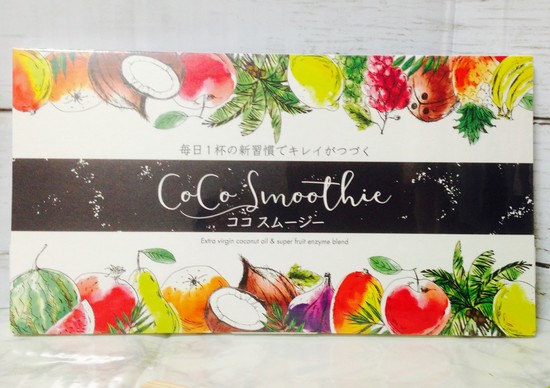 毎日1杯の新習慣でキレイがつづく
CoCo Smoothie
ココ スムージー
Extra virgin coconut oil & super fruit enzyme blend